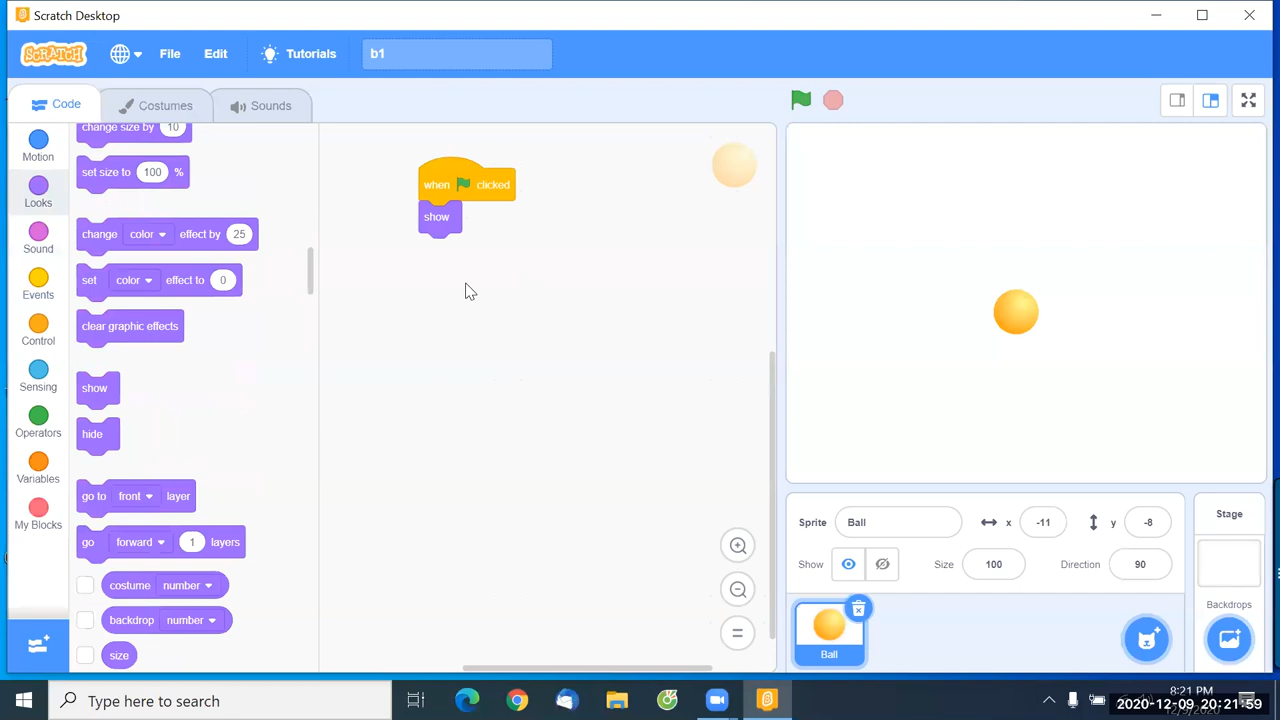 Scratch Desktop
SCRATCH
File
Edit
Tutorials
b1
Code
Costumes
Sounds
Motion
Looks
Sound
Events
Control
Sensing
Operators
Variables
My Blocks
change size by 10
set size to 100 %
change color effect by 25
set color effect to 0
clear graphic effects
show
hide
go to front layer
go forward 1 layers
costume number
backdrop number
size
when clicked
show
Sprite Ball x -11 y -8
Show Size 100 Direction 90
Ball
Stage
Backdrops
Type here to search
8:21 PM
2020-12-09 20:21:59